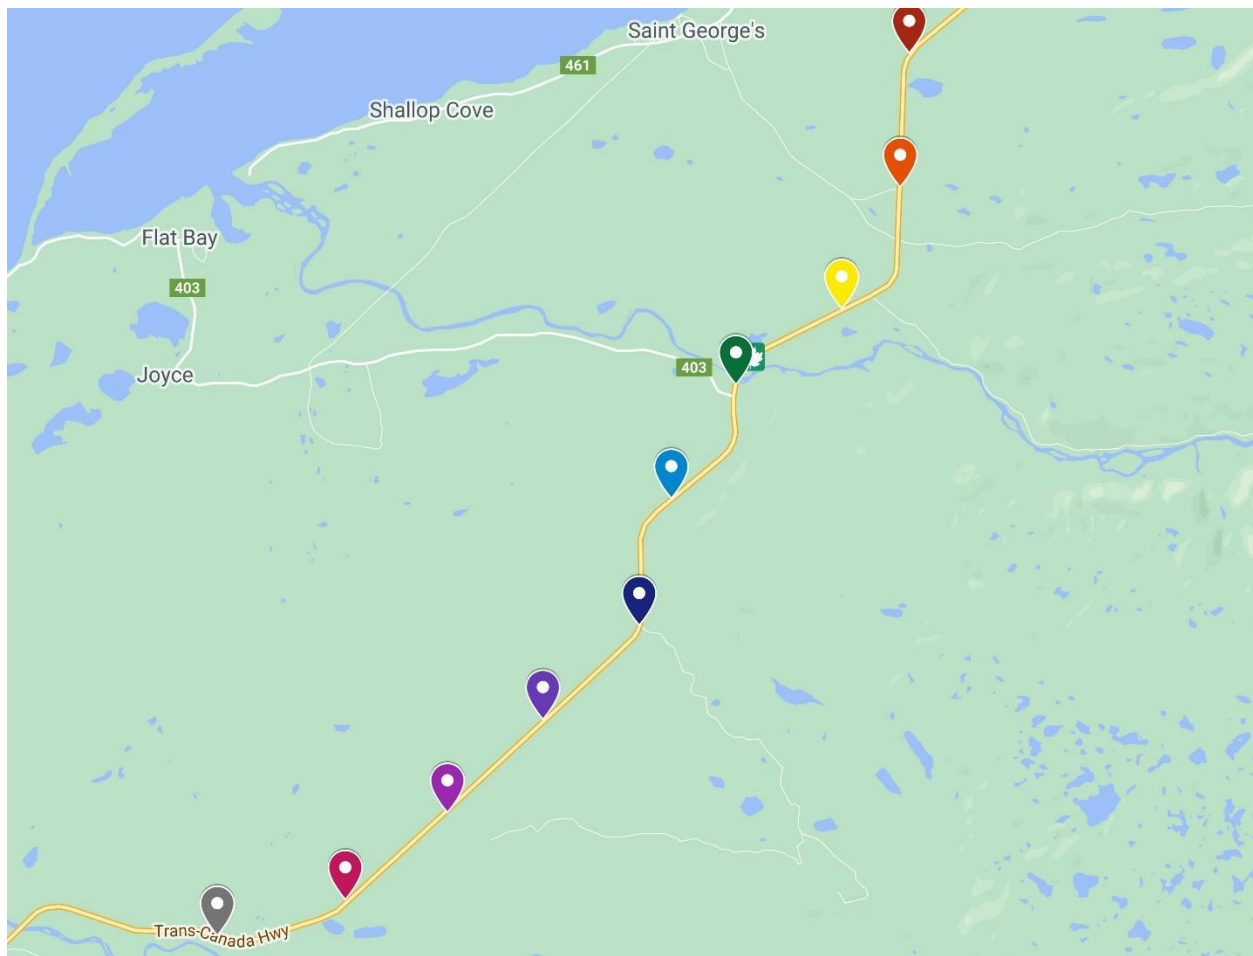 Saint George's
461
Shallop Cove
Flat Bay
403
Joyce
403
Trans-Canada Hwy